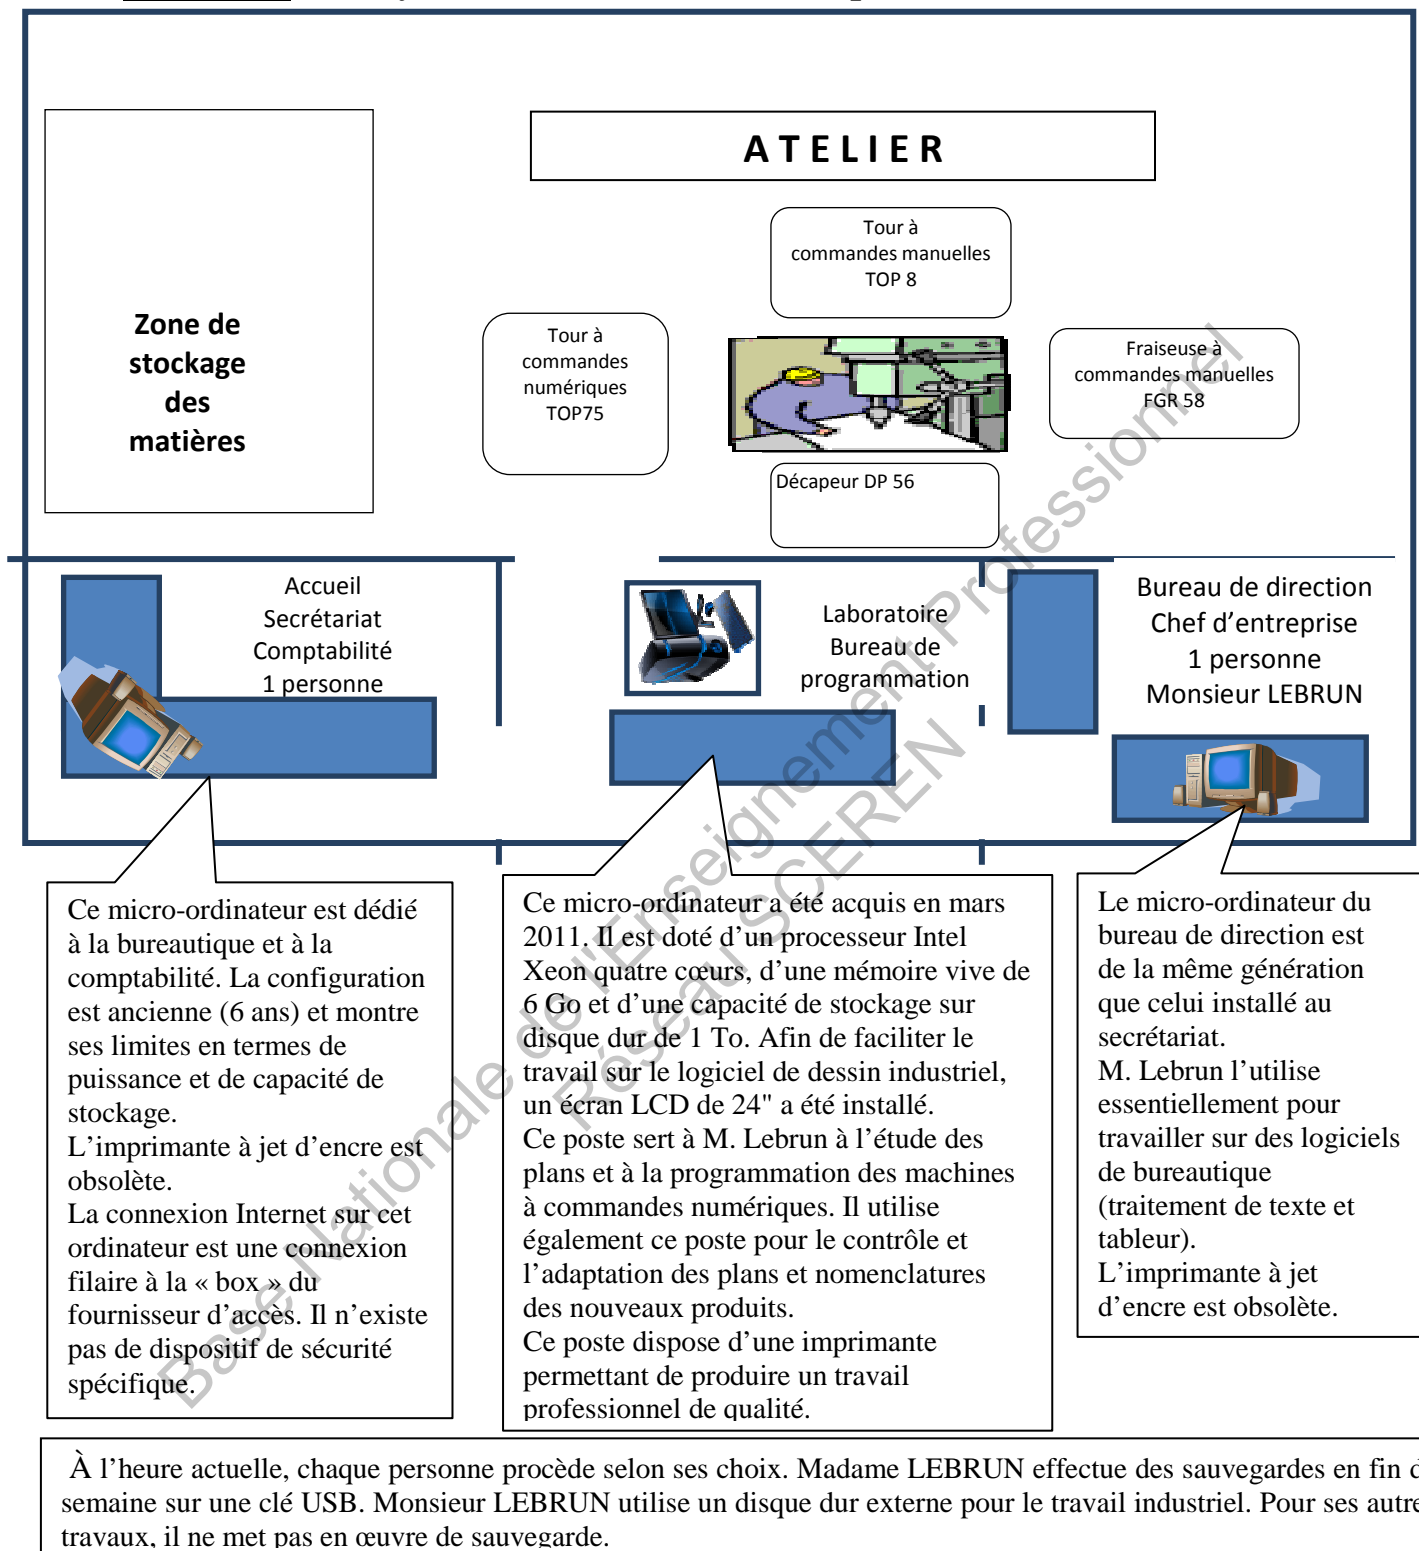 ATELIER
Tour à
commandes manuelles
TOP 8
Zone de
stockage
des
matières
Tour à
commandes
numériques
TOP75
Fraiseuse à
commandes manuelles
FGR 58
Décapeur DP 56
Accueil
Secrétariat
Comptabilité
1 personne
Laboratoire
Bureau de
programmation
Bureau de direction
Chef d’entreprise
1 personne
Monsieur LEBRUN
Ce micro-ordinateur est dédié
à la bureautique et à la
comptabilité. La configuration
est ancienne (6 ans) et montre
ses limites en termes de
puissance et de capacité de
stockage.
L’imprimante à jet d’encre est
obsolète.
La connexion Internet sur cet
ordinateur est une connexion
filaire à la « box » du
fournisseur d’accès. Il n’existe
pas de dispositif de sécurité
spécifique.
Ce micro-ordinateur a été acquis en mars
2011. Il est doté d’un processeur Intel
Xeon quatre cœurs, d’une mémoire vive de
6 Go et d’une capacité de stockage sur
disque dur de 1 To. Afin de faciliter le
travail sur le logiciel de dessin industriel,
un écran LCD de 24" a été installé.
Ce poste sert à M. Lebrun à l’étude des
plans et à la programmation des machines
à commandes numériques. Il utilise
également ce poste pour le contrôle et
l’adaptation des plans et nomenclatures
des nouveaux produits.
Ce poste dispose d’une imprimante
permettant de produire un travail
professionnel de qualité.
Le micro-ordinateur du
bureau de direction est
de la même génération
que celui installé au
secrétariat.
M. Lebrun l’utilise
essentiellement pour
travailler sur des logiciels
de bureautique
(traitement de texte et
tableur).
L’imprimante à jet
d’encre est obsolète.
À l’heure actuelle, chaque personne procède selon ses choix. Madame LEBRUN effectue des sauvegardes en fin d
semaine sur une clé USB. Monsieur LEBRUN utilise un disque dur externe pour le travail industriel. Pour ses autre
travaux, il ne met pas en œuvre de sauvegarde.
Base Nationale de l'Enseignement Professionnel
Réseau SCEREN